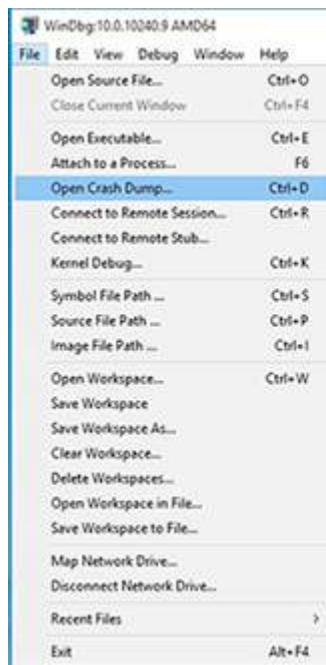 WinDbg:10.0.10240.9 AMD64
File Edit View Debug Window Help
Open Source File... Ctrl+O
Close Current Window Ctrl+F4
Open Executable... Ctrl+E
Attach to a Process... F6
Open Crash Dump... Ctrl+D
Connect to Remote Session... Ctrl+R
Connect to Remote Stub...
Kernel Debug... Ctrl+K
Symbol File Path ... Ctrl+S
Source File Path ... Ctrl+P
Image File Path ... Ctrl+I
Open Workspace... Ctrl+W
Save Workspace
Save Workspace As...
Clear Workspace...
Delete Workspaces...
Open Workspace in File...
Save Workspace to File...
Map Network Drive...
Disconnect Network Drive...
Recent Files
Exit Alt+F4